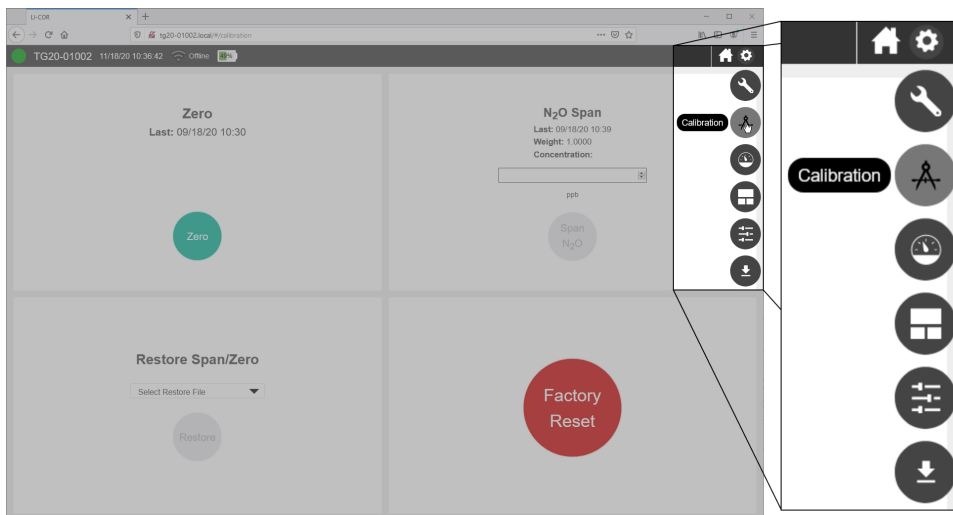 LI-COR
tg20-01002.local/#/calibration
TG20-01002 11/18/20 10:36:42 Offline
Zero
Last: 09/18/20 10:30
Zero
N₂O Span
Last: 09/18/20 10:39
Weight: 1.0000
Concentration:
ppb
Span
N₂O
Calibration
Restore Span/Zero
Select Restore File
Restore
Factory
Reset
Calibration